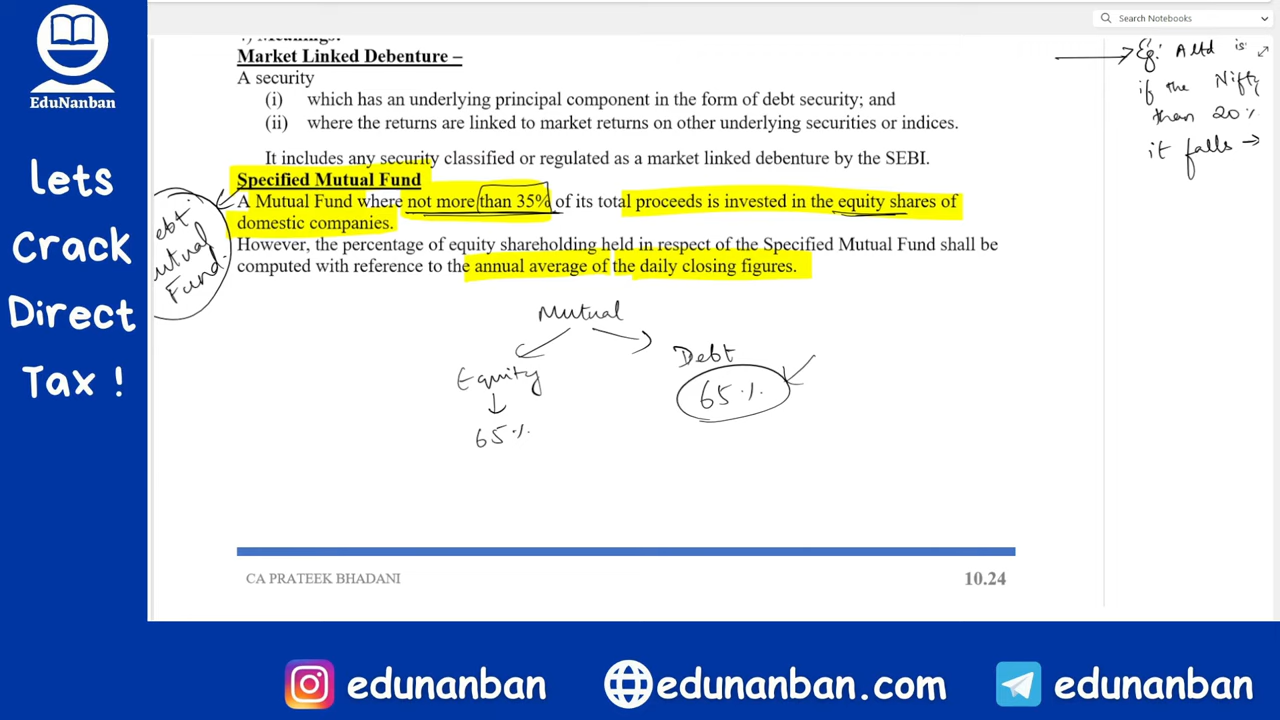 EduNanban
Lets
Crack
Direct
Tax !
Search Notebooks
Market Linked Debenture –
A security
(i) which has an underlying principal component in the form of debt security; and
(ii) where the returns are linked to market returns on other underlying securities or indices.
It includes any security classified or regulated as a market linked debenture by the SEBI.
Specified Mutual Fund
A Mutual Fund where not more than 35% of its total proceeds is invested in the equity shares of
domestic companies.
However, the percentage of equity shareholding held in respect of the Specified Mutual Fund shall be
computed with reference to the annual average of the daily closing figures.
ebt
utual
Fund.
Eg: A ltd is
if the Nifty
than 20%
it falls →
Mutual
Equity
65%
Debt
65%
CA PRATEEK BHADANI
10.24
edunanban
edunanban.com
edunanban